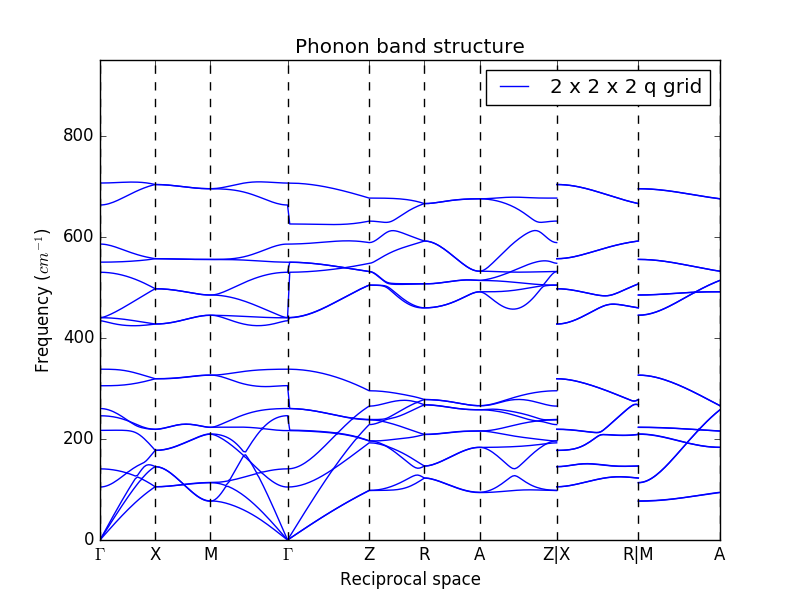 Phonon band structure
2 x 2 x 2 q grid
Frequency (cm⁻¹)
800
600
400
200
0
Γ X M Γ Z R A Z|X R|M A
Reciprocal space